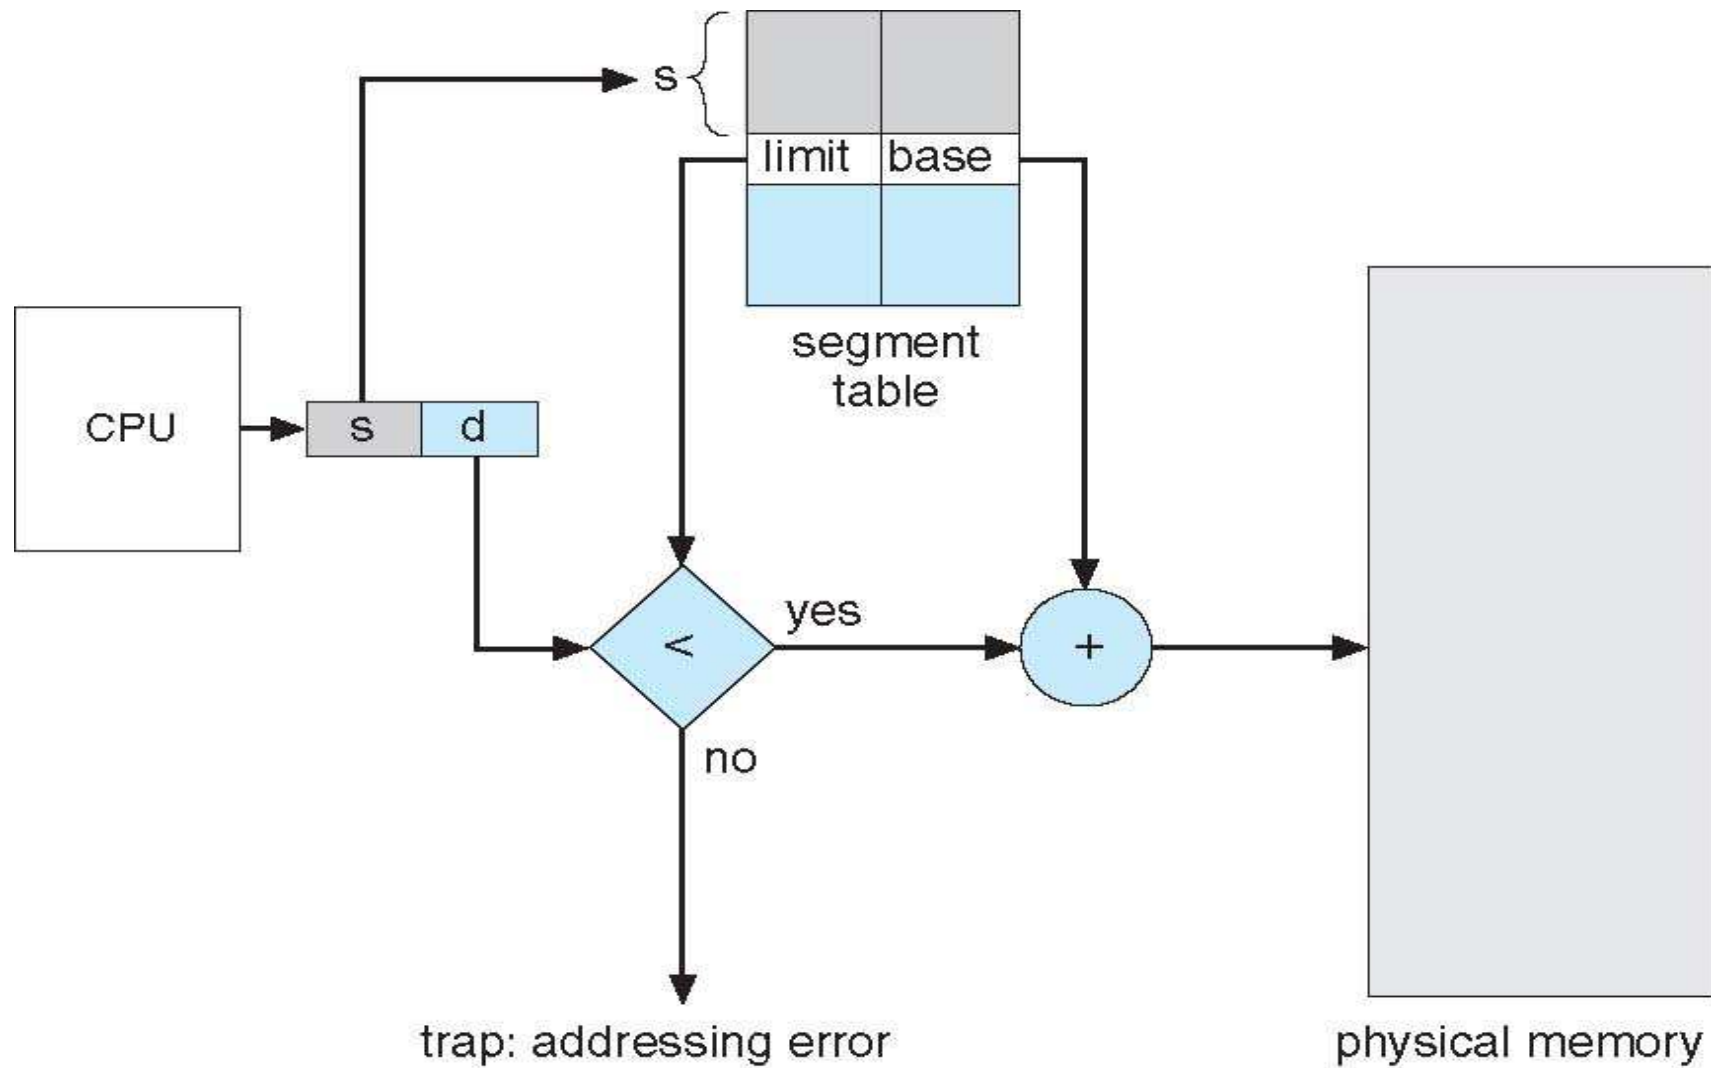 s
limit base
segment
table
CPU
s d
yes
<
+
no
trap: addressing error
physical memory